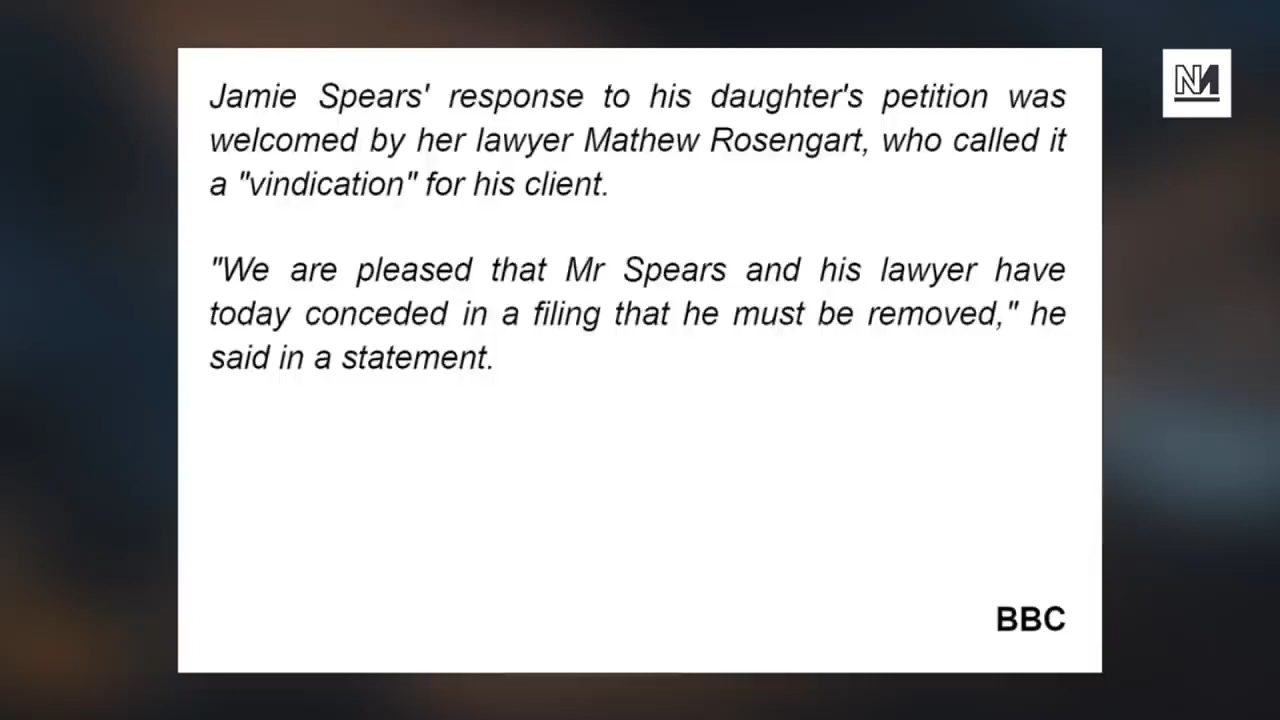 Jamie Spears' response to his daughter's petition was
welcomed by her lawyer Mathew Rosengart, who called it
a "vindication" for his client.
"We are pleased that Mr Spears and his lawyer have
today conceded in a filing that he must be removed," he
said in a statement.
BBC
NM